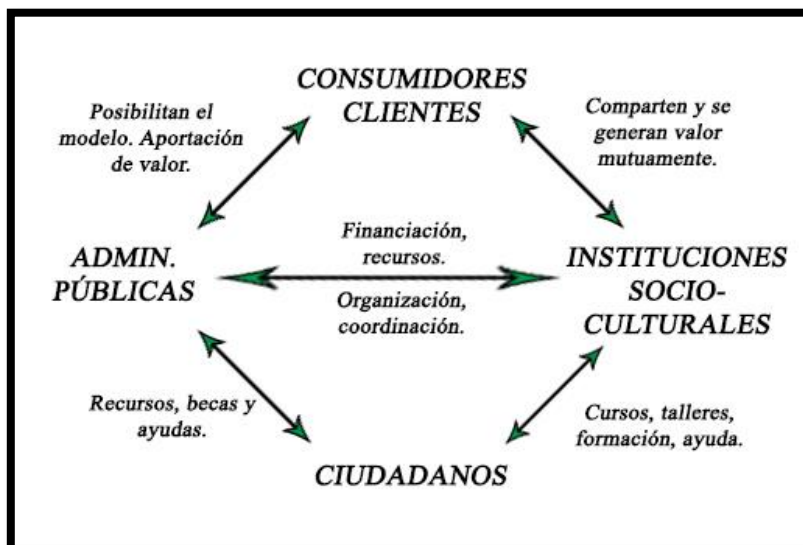 CONSUMIDORES
CLIENTES
Posibilitan el
modelo. Aportación
de valor.
Comparten y se
generan valor
mutuamente.
ADMIN.
PÚBLICAS
Financiación,
recursos.
Organización,
coordinación.
INSTITUCIONES
SOCIO-
CULTURALES
Recursos, becas y
ayudas.
Cursos, talleres,
formación, ayuda.
CIUDADANOS